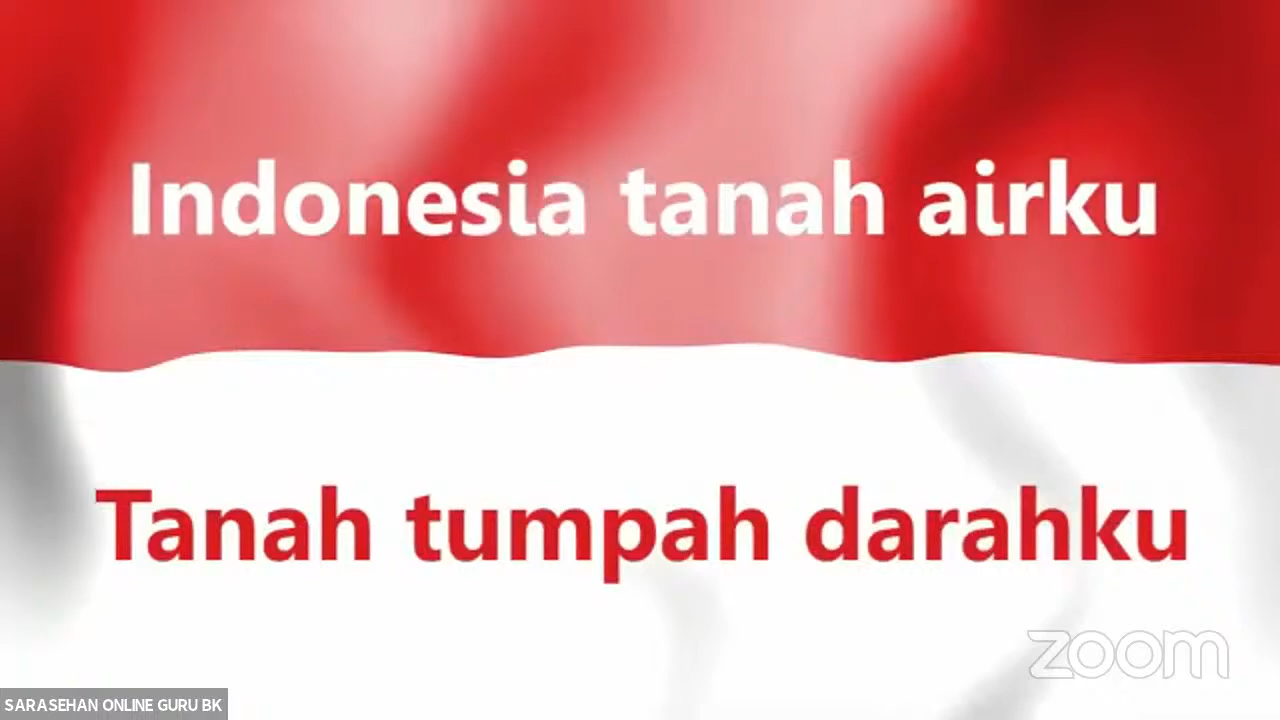 Indonesia tanah airku
Tanah tumpah darahku
zoom
SARASEHAN ONLINE GURU BK